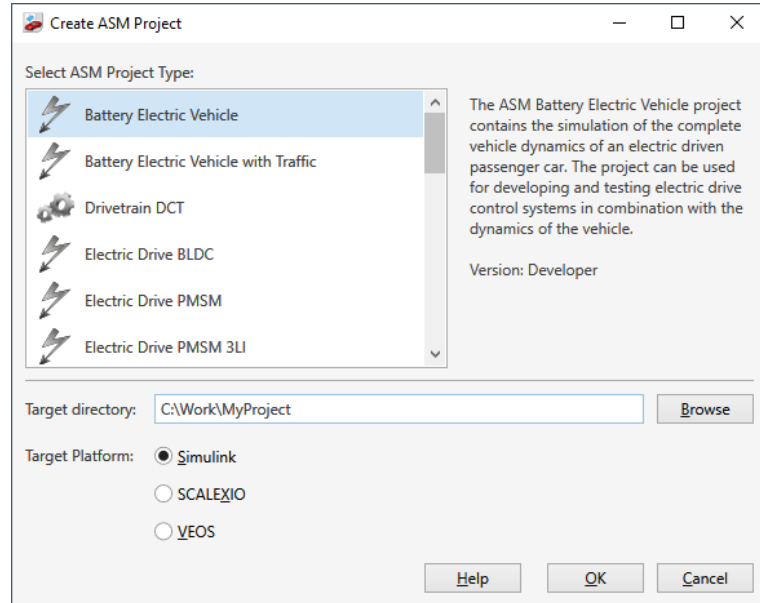 Create ASM Project
Select ASM Project Type:
Battery Electric Vehicle
Battery Electric Vehicle with Traffic
Drivetrain DCT
Electric Drive BLDC
Electric Drive PMSM
Electric Drive PMSM 3LI
The ASM Battery Electric Vehicle project
contains the simulation of the complete
vehicle dynamics of an electric driven
passenger car. The project can be used
for developing and testing electric drive
control systems in combination with the
dynamics of the vehicle.
Version: Developer
Target directory: C:\Work\MyProject Browse
Target Platform: Simulink
SCALEXIO
VEOS
Help OK Cancel